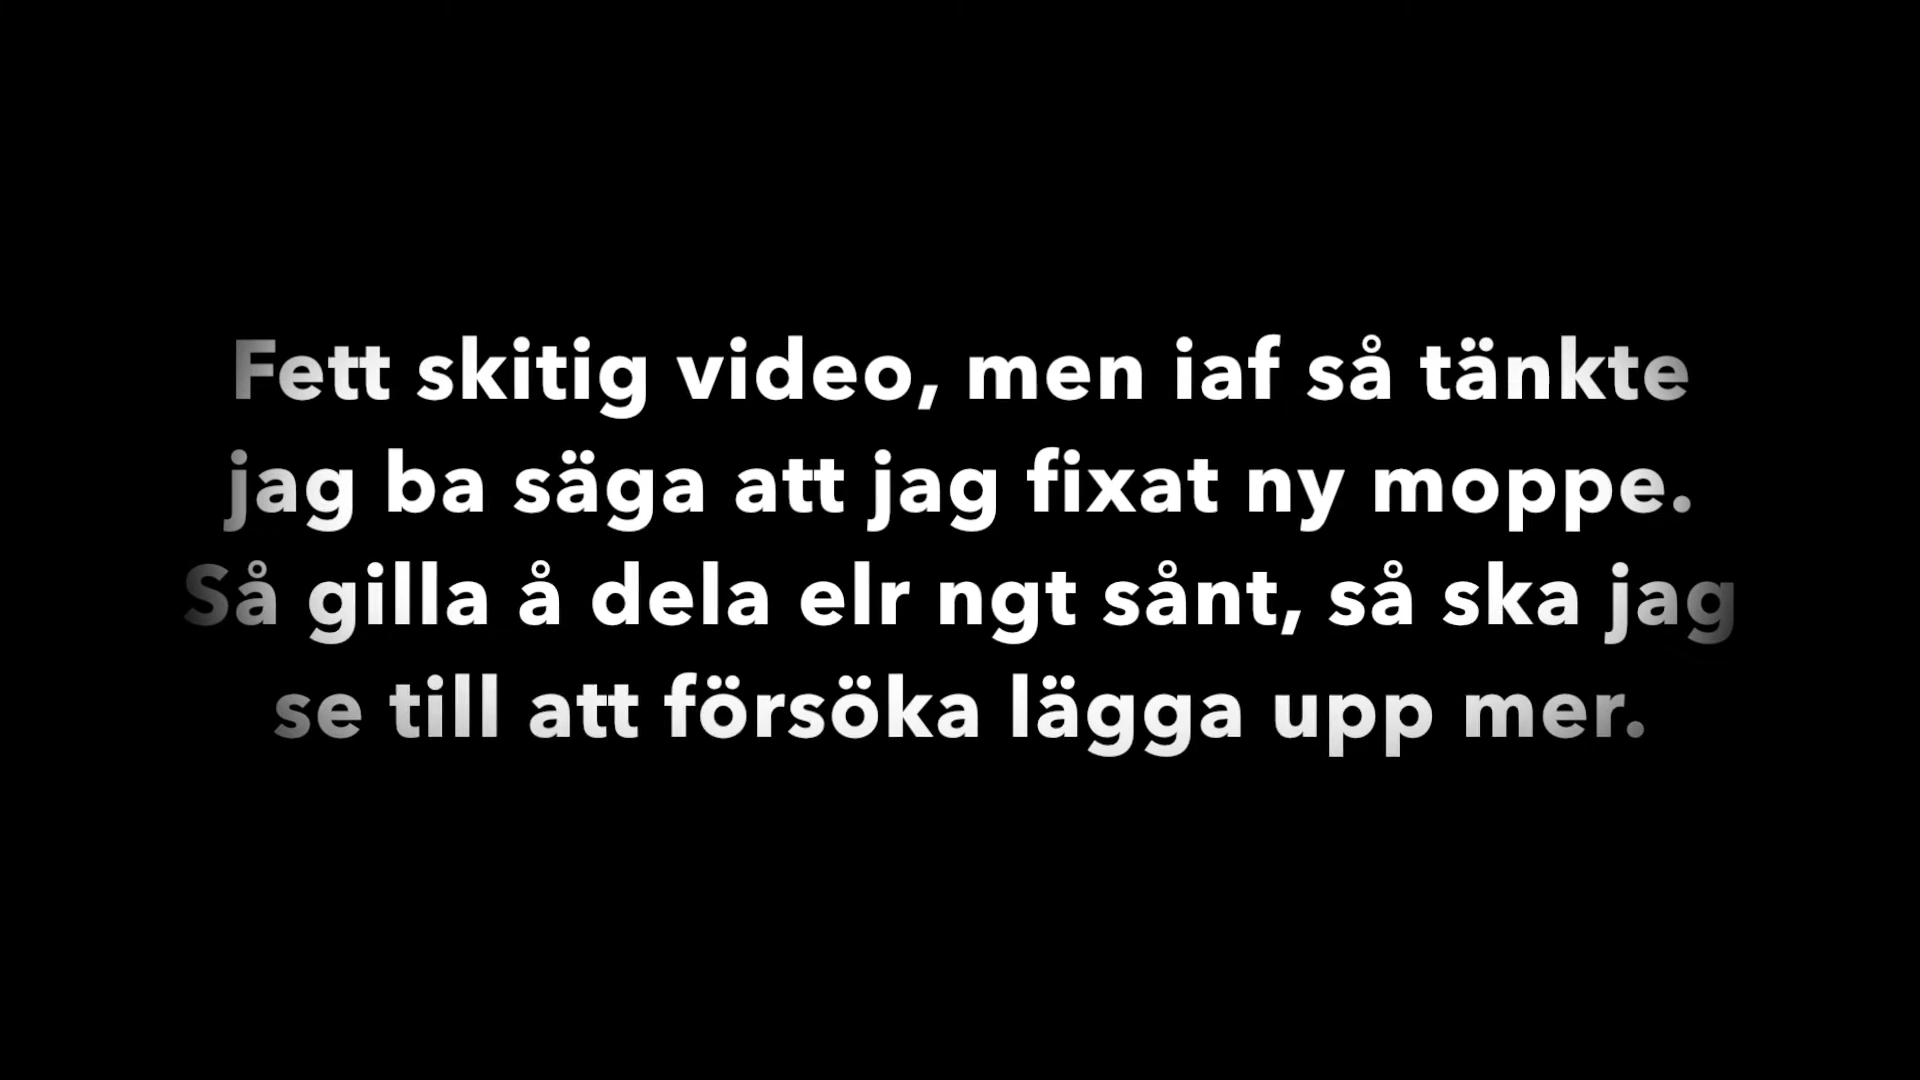 Fett skitig video, men iaf så tänkte
jag ba säga att jag fixat ny moppe.
Så gilla å dela elr ngt sånt, så ska jag
se till att försöka lägga upp mer.